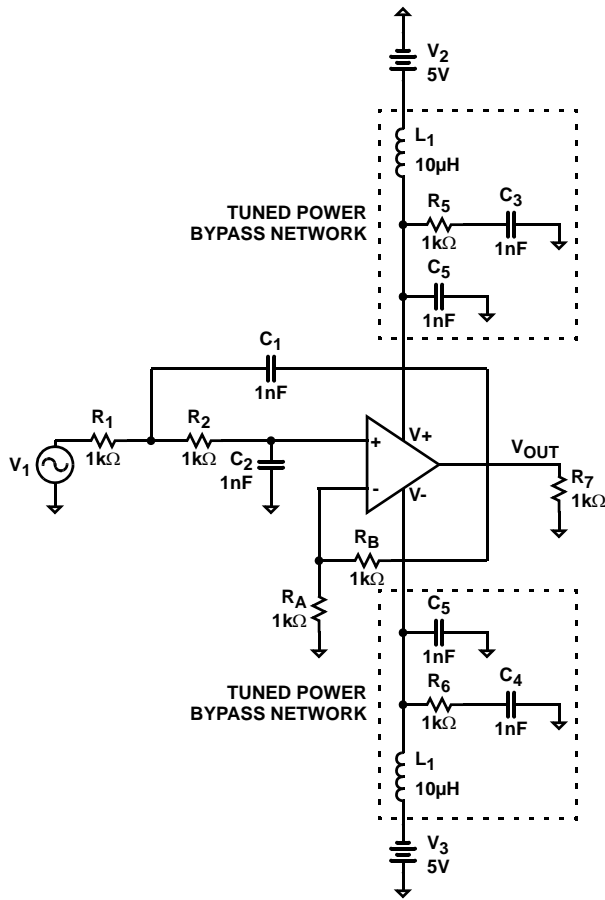 V2
5V
L1
10µH
TUNED POWER
BYPASS NETWORK
R5
1kΩ
C3
1nF
C5
1nF
C1
1nF
R1
1kΩ
R2
1kΩ
C2
1nF
V1
+
-
V+
V-
VOUT
R7
1kΩ
RB
1kΩ
RA
1kΩ
C5
1nF
TUNED POWER
BYPASS NETWORK
R6
1kΩ
C4
1nF
L1
10µH
V3
5V